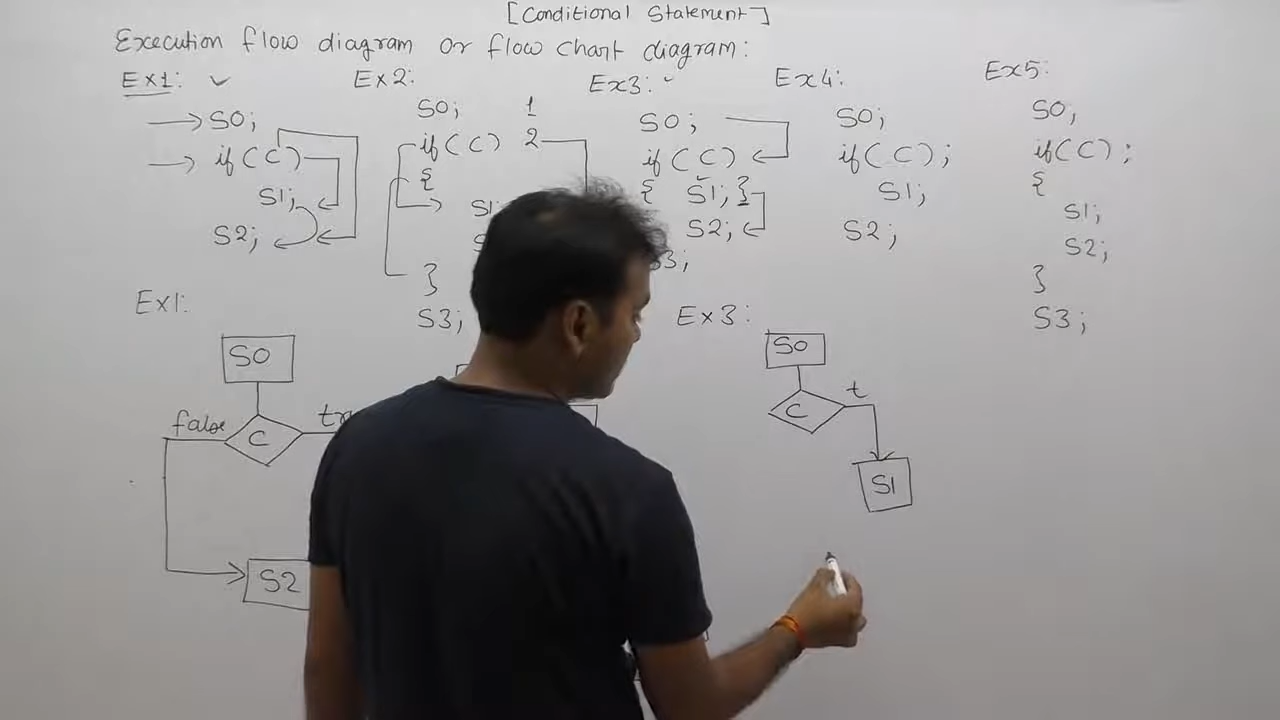 [Conditional Statement]
Execution flow diagram or flow chart diagram:
Ex1:
S0;
if(C)
S1;
S2;
Ex2:
S0; 1
if(C) 2
{
}
S3;
Ex3:
S0;
if(C)
{ S1; }
S2;
Ex4:
S0;
if(C);
S1;
S2;
Ex5:
S0;
if(C);
{
S1;
S2;
}
S3;
Ex1:
S0
C
false
S2
Ex3:
S0
C
t
S1